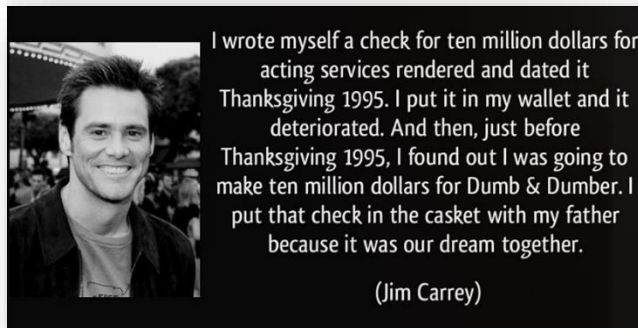 I wrote myself a check for ten million dollars for
acting services rendered and dated it
Thanksgiving 1995. I put it in my wallet and it
deteriorated. And then, just before
Thanksgiving 1995, I found out I was going to
make ten million dollars for Dumb & Dumber. I
put that check in the casket with my father
because it was our dream together.
(Jim Carrey)